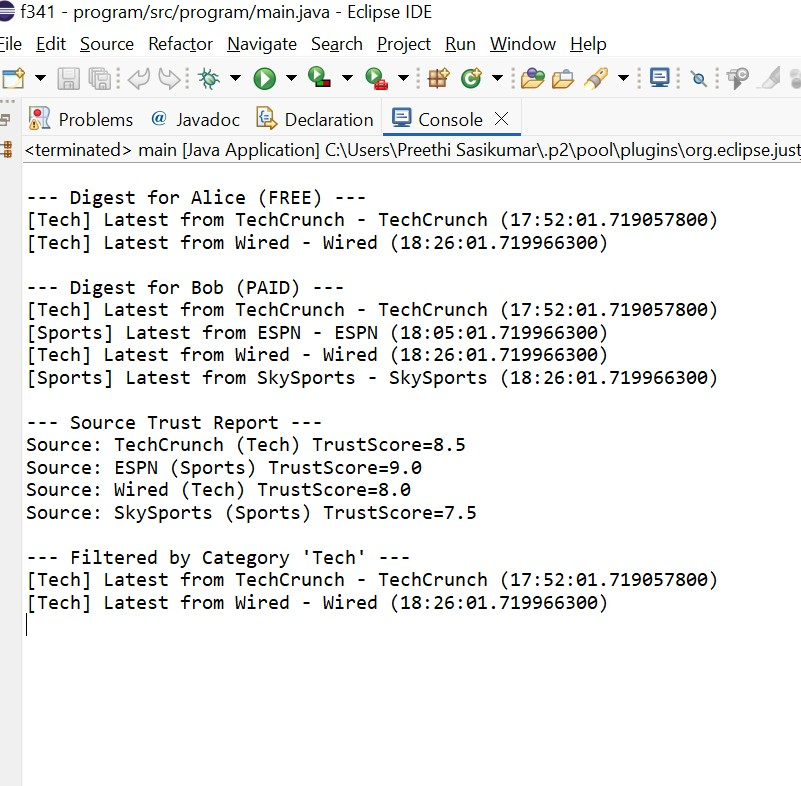 f341 - program/src/program/main.java - Eclipse IDE
File Edit Source Refactor Navigate Search Project Run Window Help
Problems @ Javadoc Declaration Console
<terminated> main [Java Application] C:\Users\Preethi Sasikumar\.p2\pool\plugins\org.eclipse.just
--- Digest for Alice (FREE) ---
[Tech] Latest from TechCrunch - TechCrunch (17:52:01.719057800)
[Tech] Latest from Wired - Wired (18:26:01.719966300)
--- Digest for Bob (PAID) ---
[Tech] Latest from TechCrunch - TechCrunch (17:52:01.719057800)
[Sports] Latest from ESPN - ESPN (18:05:01.719966300)
[Tech] Latest from Wired - Wired (18:26:01.719966300)
[Sports] Latest from SkySports - SkySports (18:26:01.719966300)
--- Source Trust Report ---
Source: TechCrunch (Tech) TrustScore=8.5
Source: ESPN (Sports) TrustScore=9.0
Source: Wired (Tech) TrustScore=8.0
Source: SkySports (Sports) TrustScore=7.5
--- Filtered by Category 'Tech' ---
[Tech] Latest from TechCrunch - TechCrunch (17:52:01.719057800)
[Tech] Latest from Wired - Wired (18:26:01.719966300)